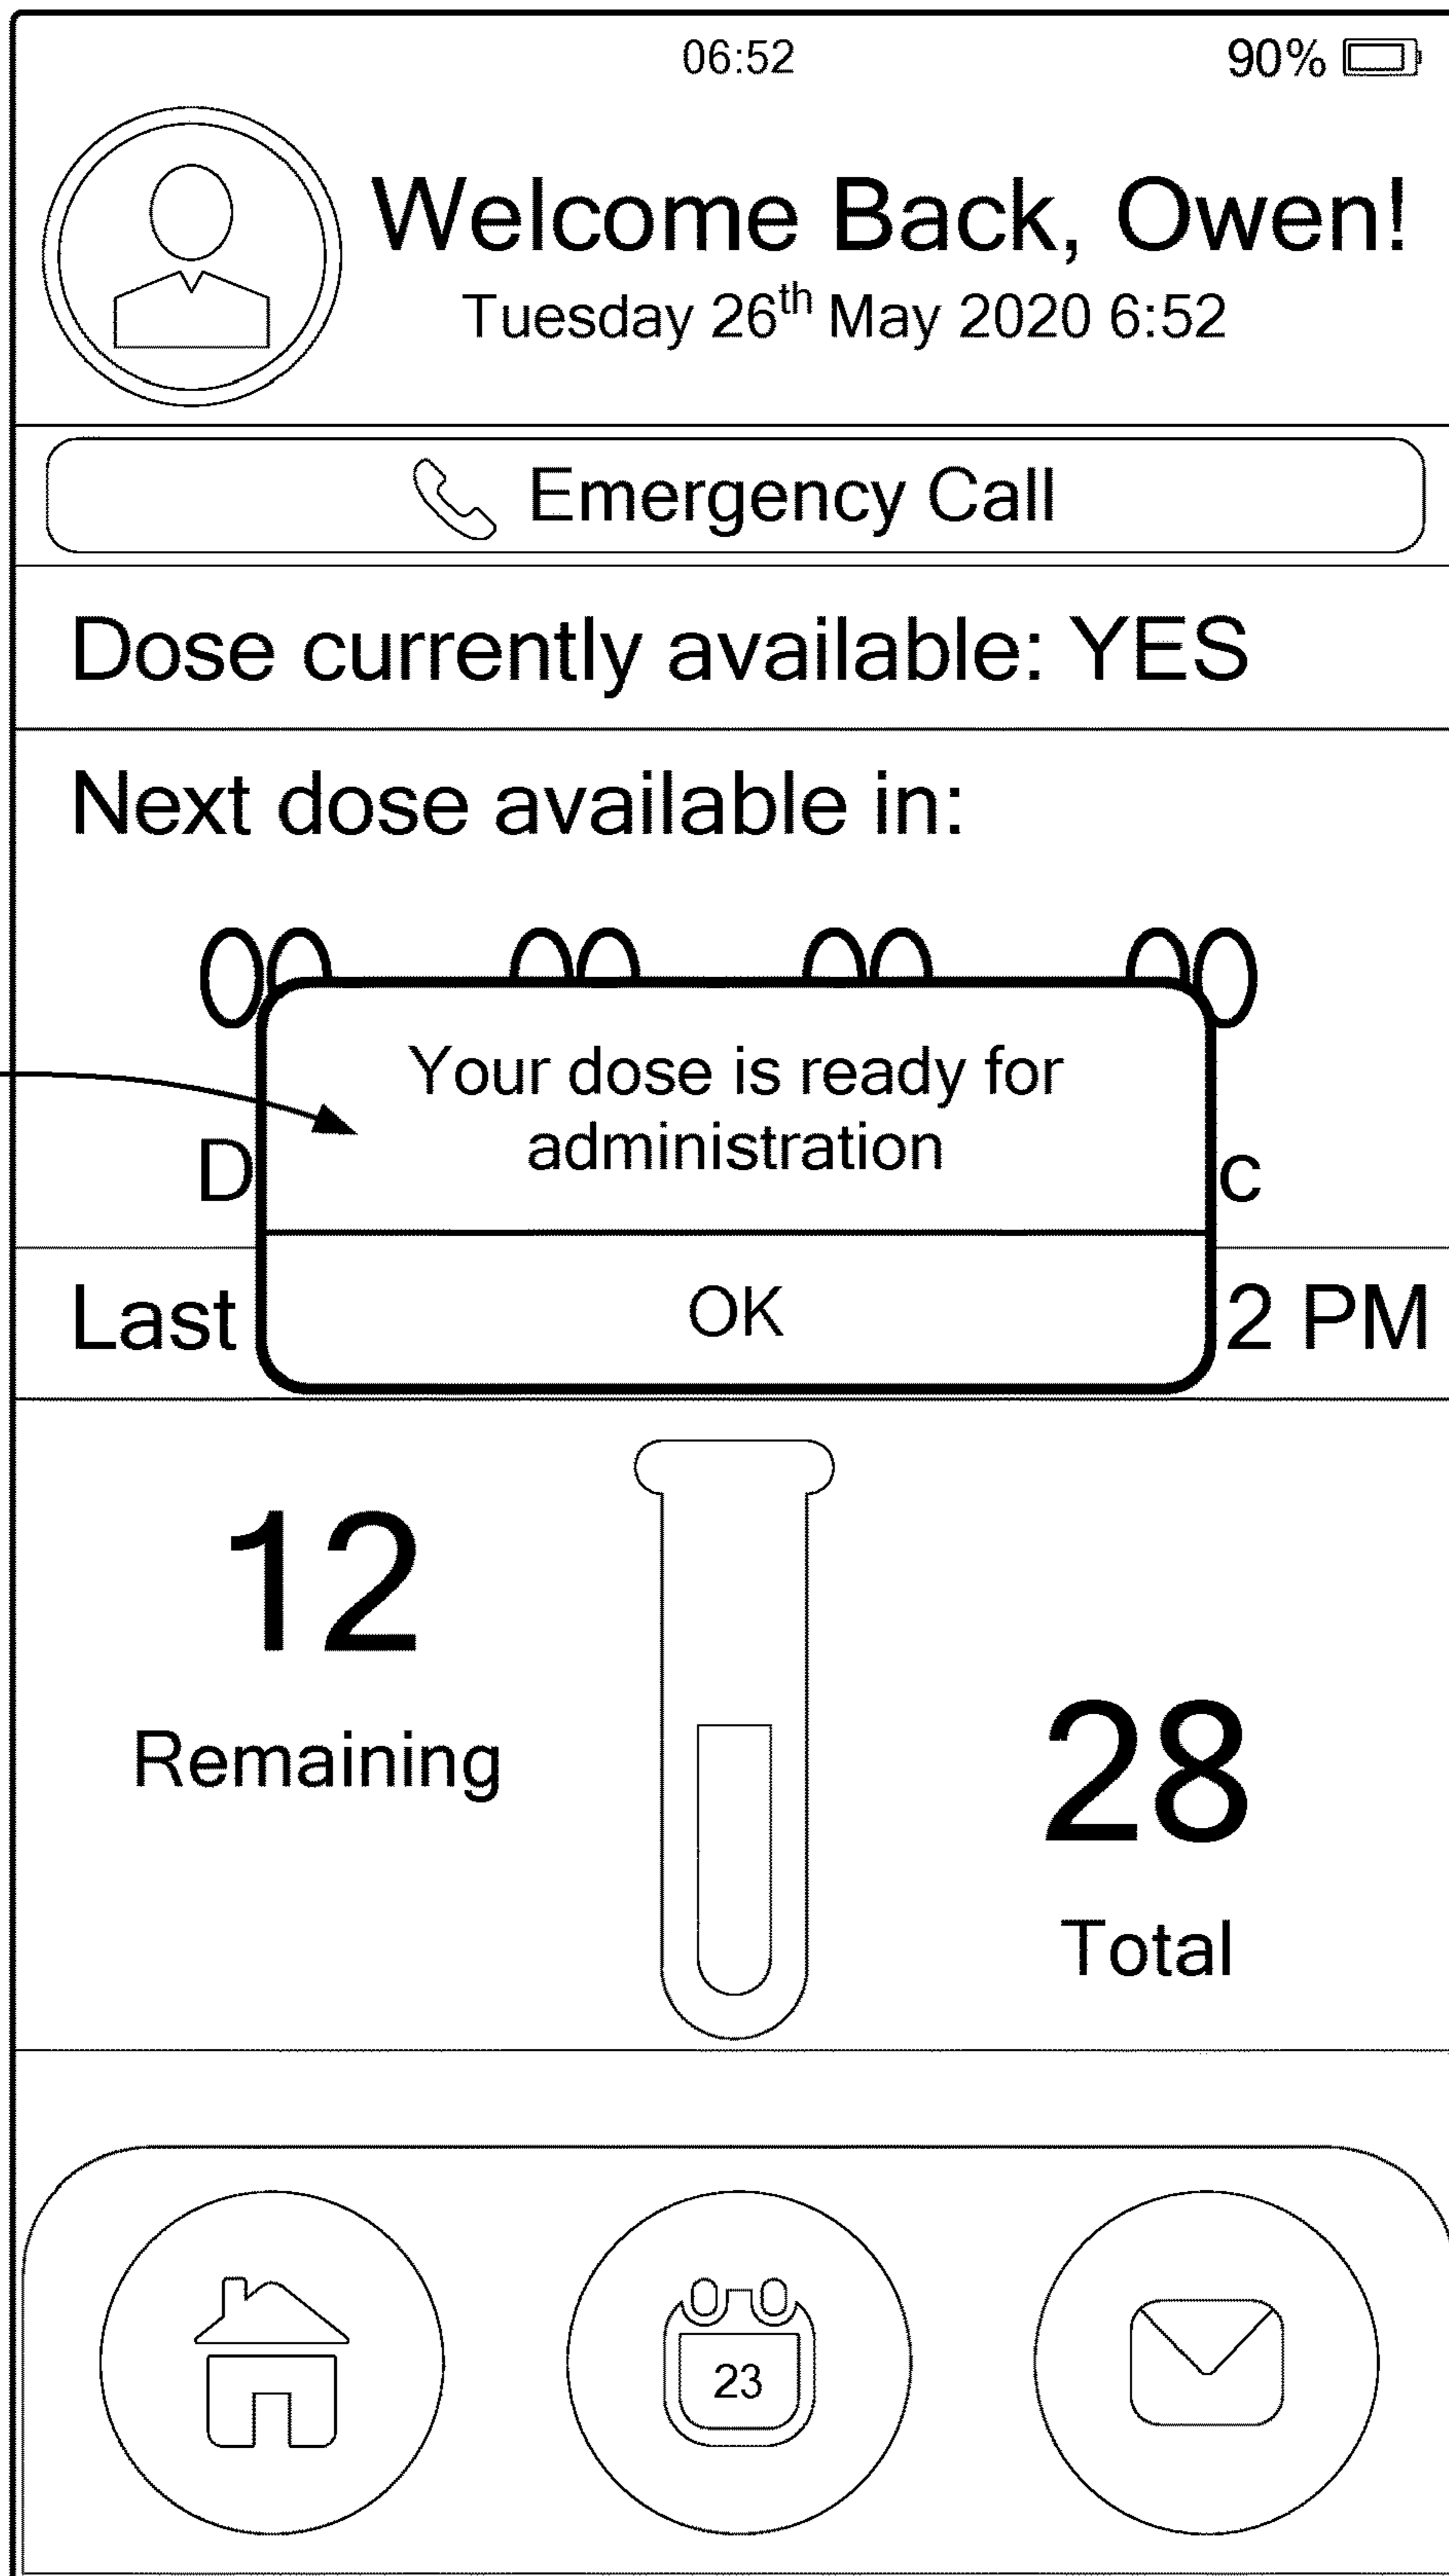 06:52
90%
Welcome Back, Owen!
Tuesday 26th May 2020 6:52
Emergency Call
Dose currently available: YES
Next dose available in:
Your dose is ready for
administration
D
c
Last
2 PM
OK
12
Remaining
28
Total
23